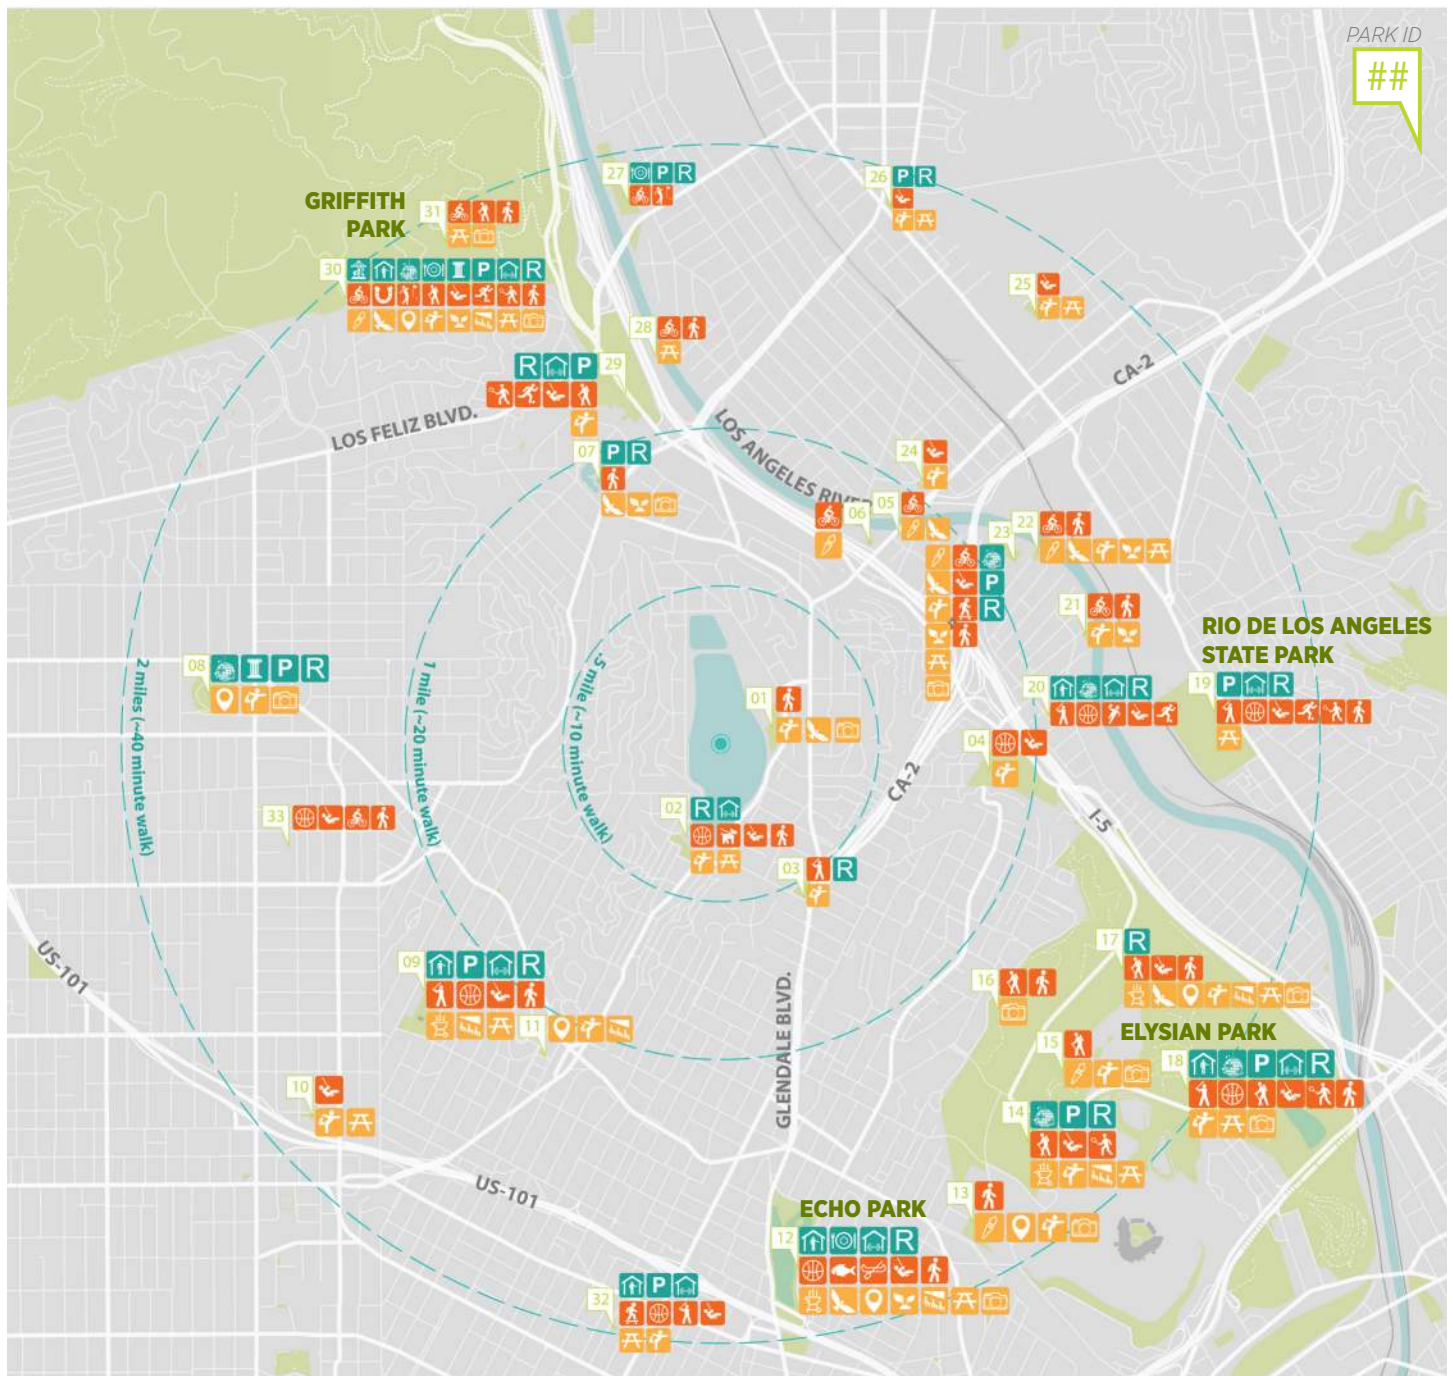 PARK ID
##
27
P R
26
P R
GRIFFITH
PARK
31
30
P R
25
28
R P
29
CA-2
LOS FELIZ BLVD.
LOS ANGELES RIVER
07
P R
24
06
05
23
22
P
R
21
RIO DE LOS ANGELES
STATE PARK
08
P R
2 miles (~40 minute walk)
1 mile (~20 minute walk)
.5 mile (~10 minute walk)
01
20
R
19
P R
04
CA-2
I-5
33
02
R
03
R
US-101
09
P R
11
GLENDALE BLVD.
17
R
16
ELYSIAN PARK
15
18
P R
10
14
P R
US-101
13
ECHO PARK
12
R
32
P